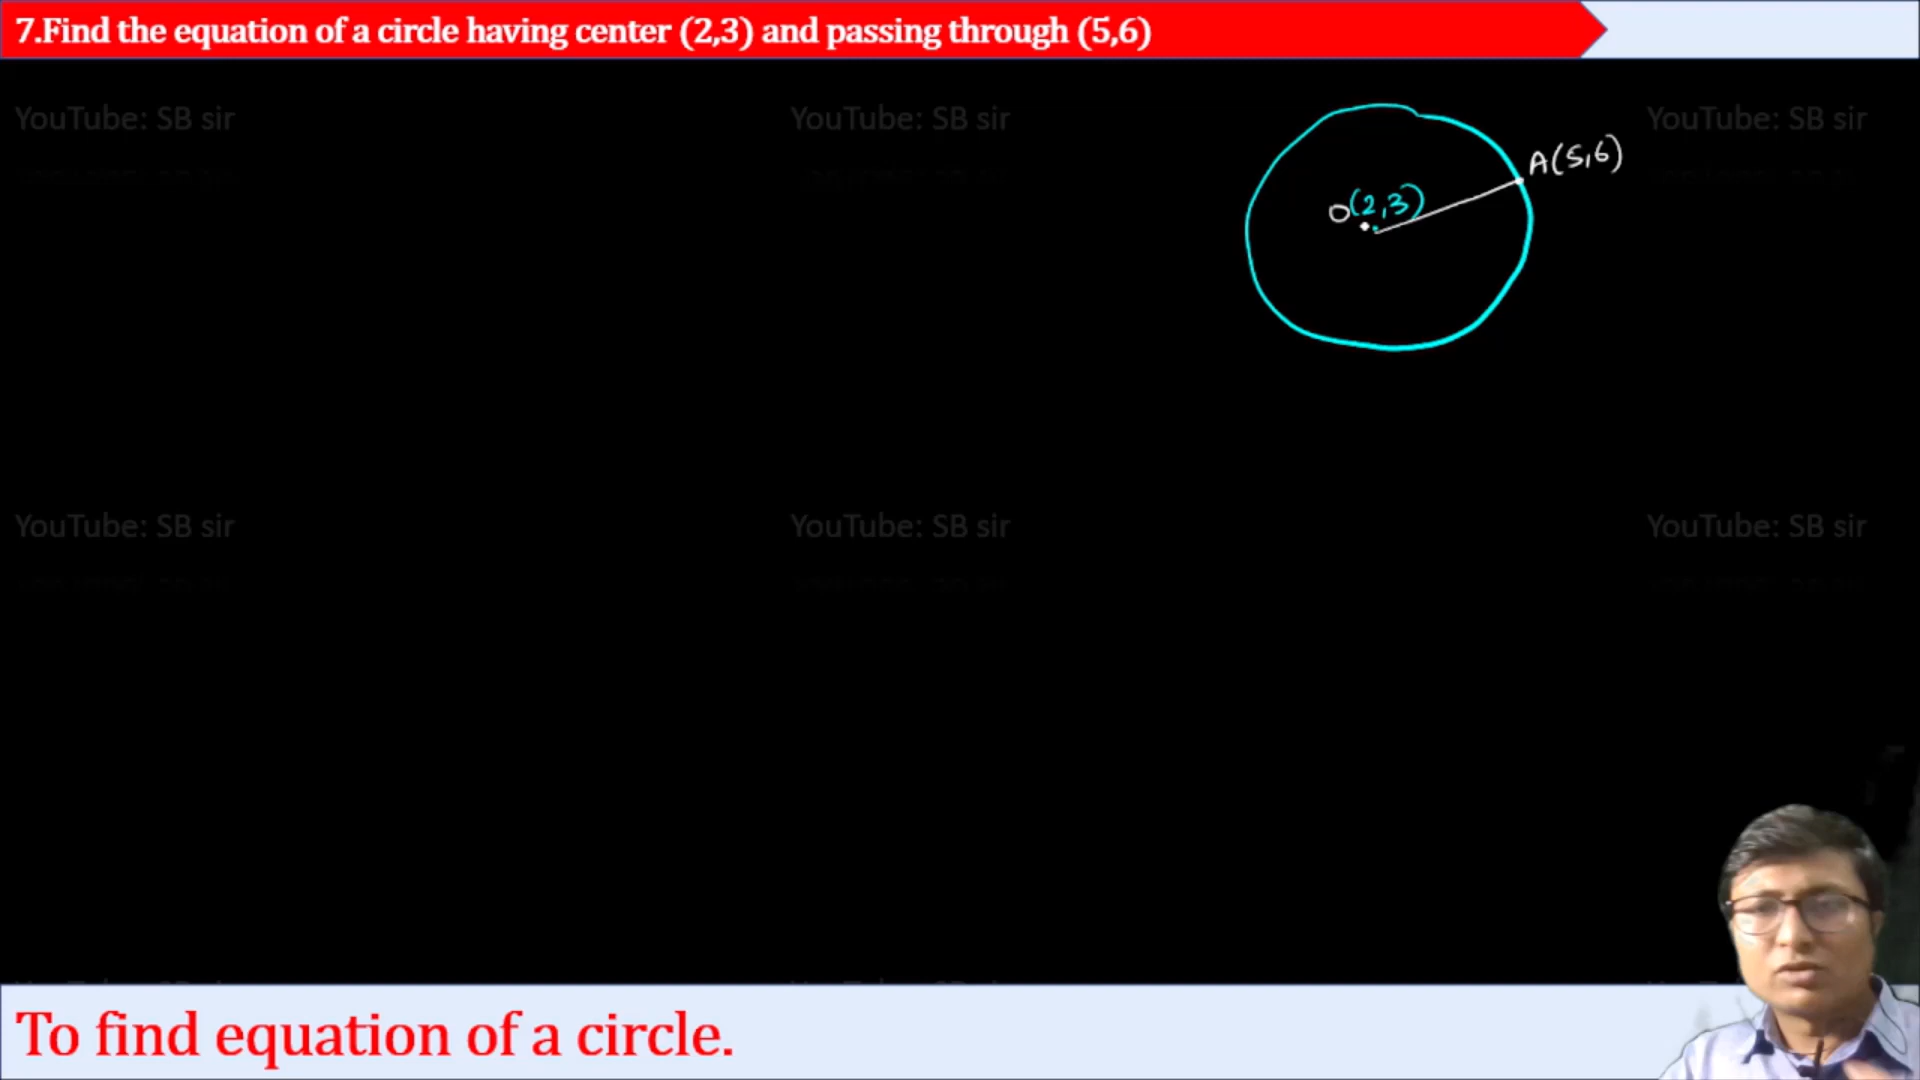 7.Find the equation of a circle having center (2,3) and passing through (5,6)
YouTube: SB sir
YouTube: SB sir
YouTube: SB sir
A(5,6)
O(2,3)
YouTube: SB sir
YouTube: SB sir
YouTube: SB sir
To find equation of a circle.